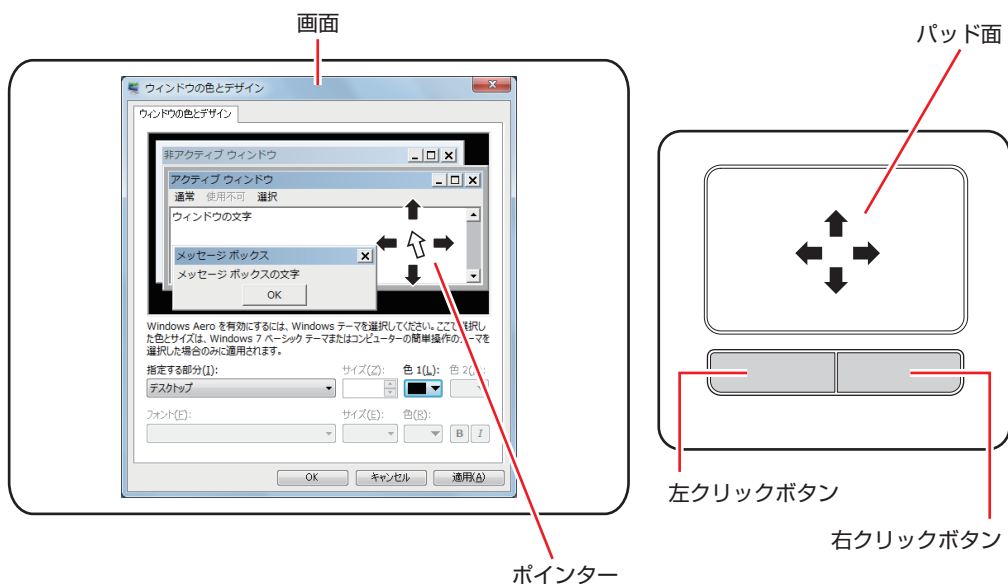 画面
パッド面
ウィンドウの色とデザイン
ウィンドウの色とデザイン
非アクティブ ウィンドウ
アクティブ ウィンドウ
通常 使用不可 選択
ウィンドウの文字
メッセージ ボックス
メッセージ ボックスの文字
OK
Windows Aero を有効にするには、Windows テーマを選択してください。ここで選択し
た色とサイズは、Windows 7 ベーシック テーマまたはコンピューターの簡単操作のテーマを
選択した場合のみに適用されます。
指定する部分(I): サイズ(Z): 色 1(L): 色 2(
デスクトップ
フォント(F): サイズ(E): 色(R):
B I
OK キャンセル 適用(A)
左クリックボタン
右クリックボタン
ポインター